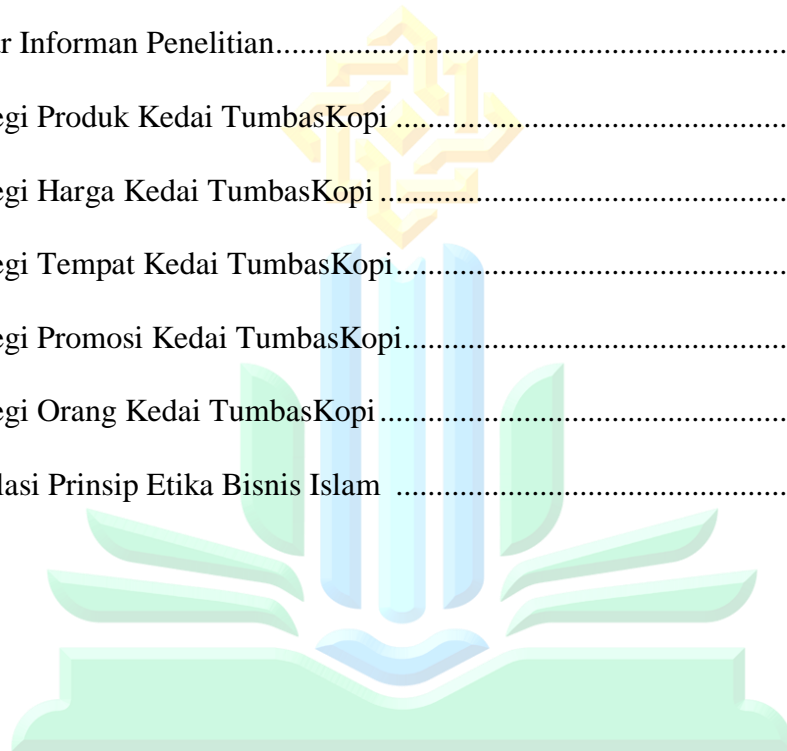 r Informan Penelitian....................................................................
egi Produk Kedai TumbasKopi ....................................................
egi Harga Kedai TumbasKopi ......................................................
egi Tempat Kedai TumbasKopi....................................................
egi Promosi Kedai TumbasKopi...................................................
egi Orang Kedai TumbasKopi ......................................................
lasi Prinsip Etika Bisnis Islam ....................................................